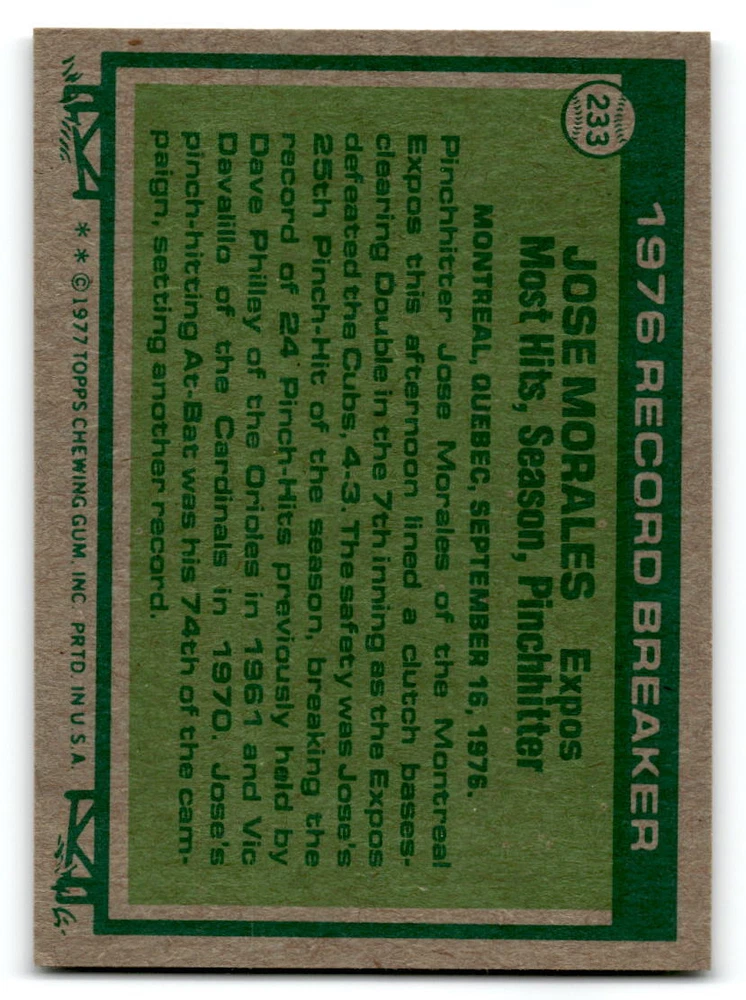 233
1976 RECORD BREAKER
JOSE MORALES Expos
Most Hits, Season, Pinchhitter
MONTREAL, QUEBEC, SEPTEMBER 16, 1976.
Pinchhitter Jose Morales of the Montreal
Expos this afternoon lined a clutch bases-
clearing Double in the 7th inning as the Expos
defeated the Cubs, 4-3. The safety was Jose's
25th Pinch-Hit of the season, breaking the
record of 24 Pinch-Hits previously held by
Dave Philley of the Orioles in 1961 and Vic
Davalillo of the Cardinals in 1970. Jose's
pinch-hitting At-Bat was his 74th of the cam-
paign, setting another record.
* * © 1977 TOPPS CHEWING GUM, INC. PRTD. IN U.S.A.